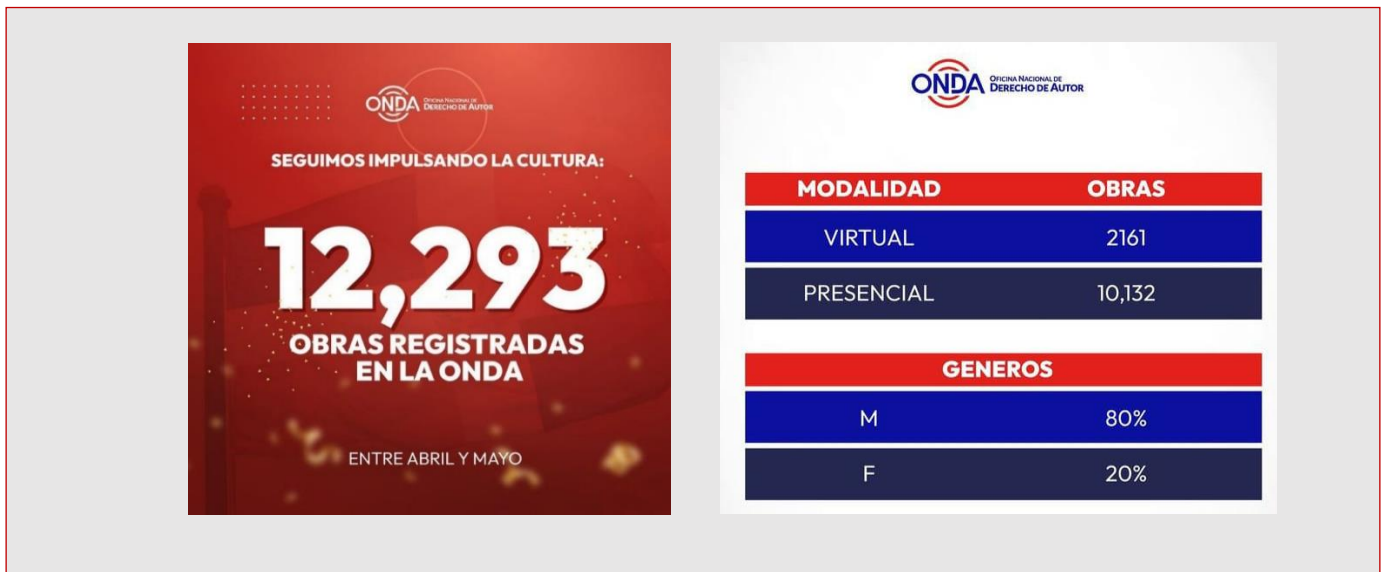 ONDA OFICINA NACIONAL DE
DERECHO DE AUTOR
SEGUIMOS IMPULSANDO LA CULTURA:
12,293
OBRAS REGISTRADAS
EN LA ONDA
ENTRE ABRIL Y MAYO
ONDA OFICINA NACIONAL DE
DERECHO DE AUTOR
MODALIDAD OBRAS
VIRTUAL 2161
PRESENCIAL 10,132
GENEROS
M 80%
F 20%